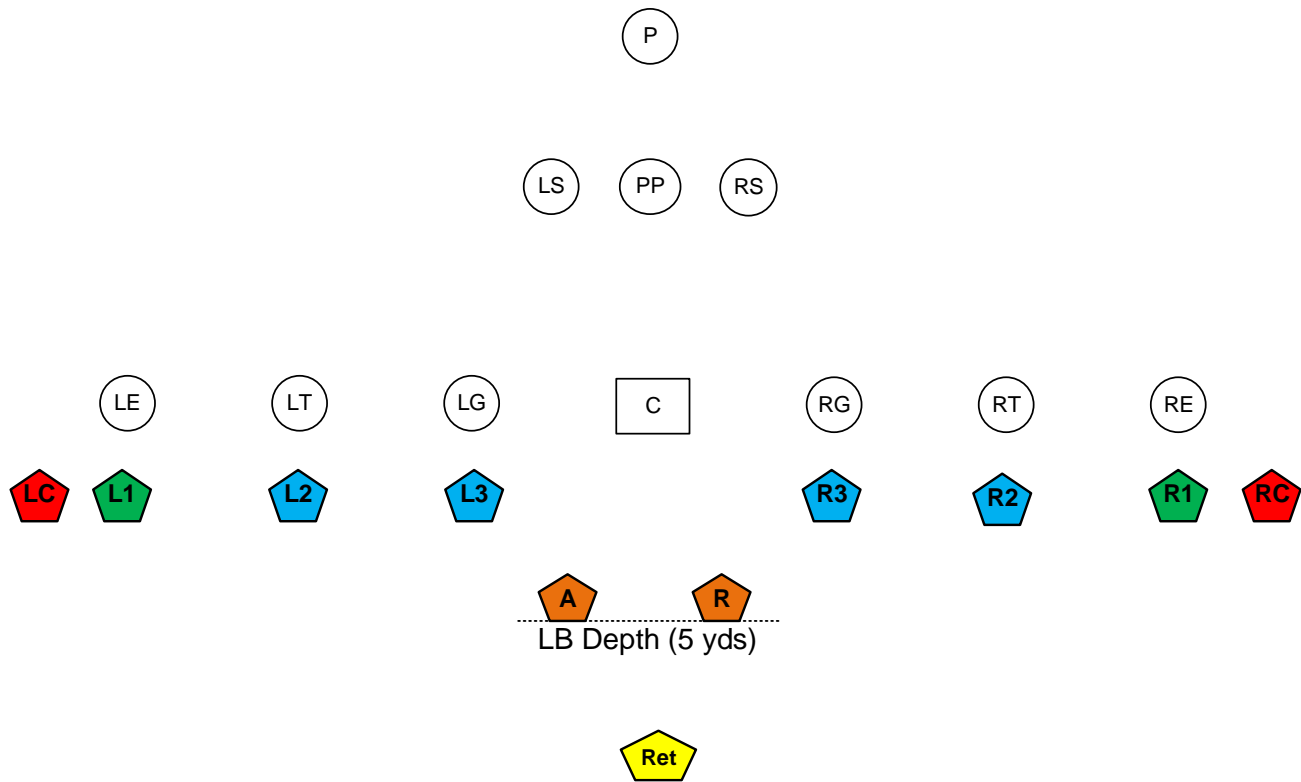 P
LS PP RS
LE LT LG C RG RT RE
LC L1 L2 L3 R3 R2 R1 RC
A R
LB Depth (5 yds)
Ret